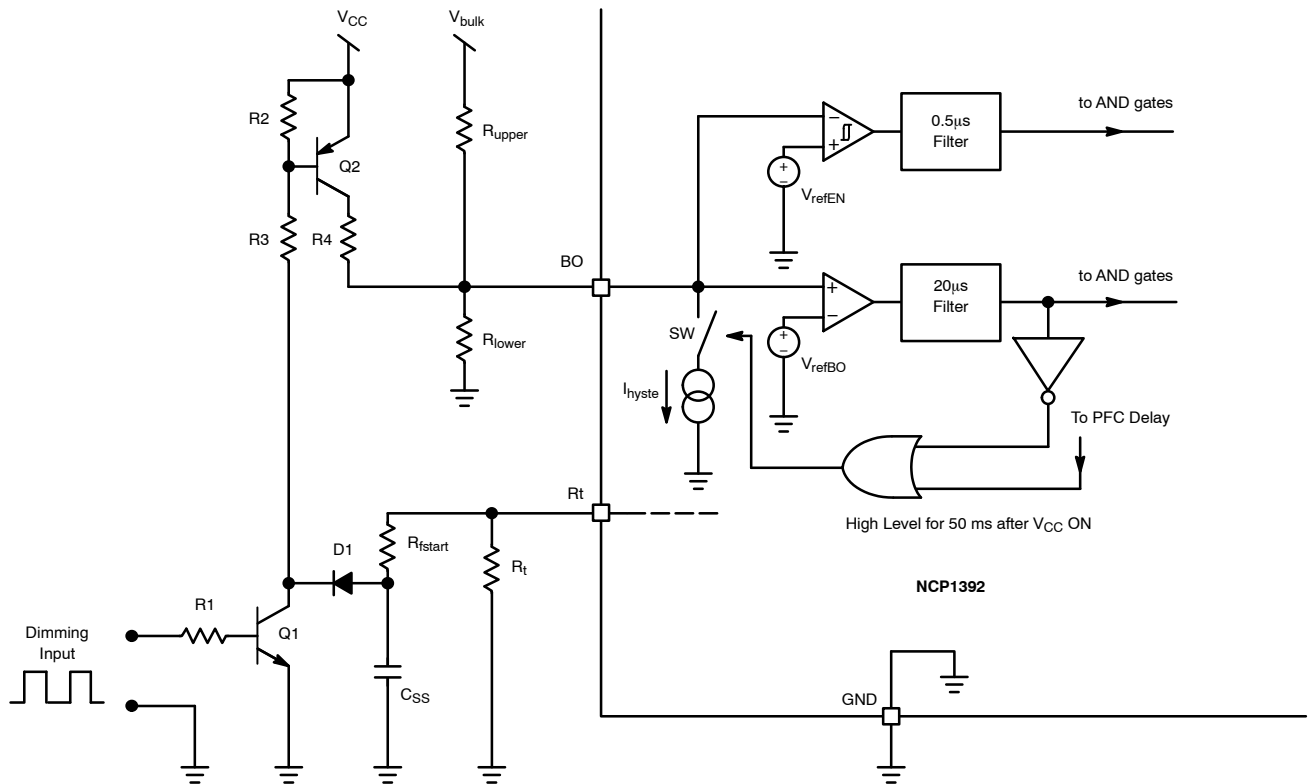 VCC
Vbulk
R2
Rupper
Q2
R3
R4
BO
Rlower
−
+
+
−
VrefEN
0.5μs
Filter
to AND gates
+
−
+
−
VrefBO
20μs
Filter
to AND gates
SW
Ihyste
To PFC Delay
High Level for 50 ms after VCC ON
Rt
Rfstart
D1
Rt
NCP1392
R1
Dimming
Input
Q1
CSS
GND